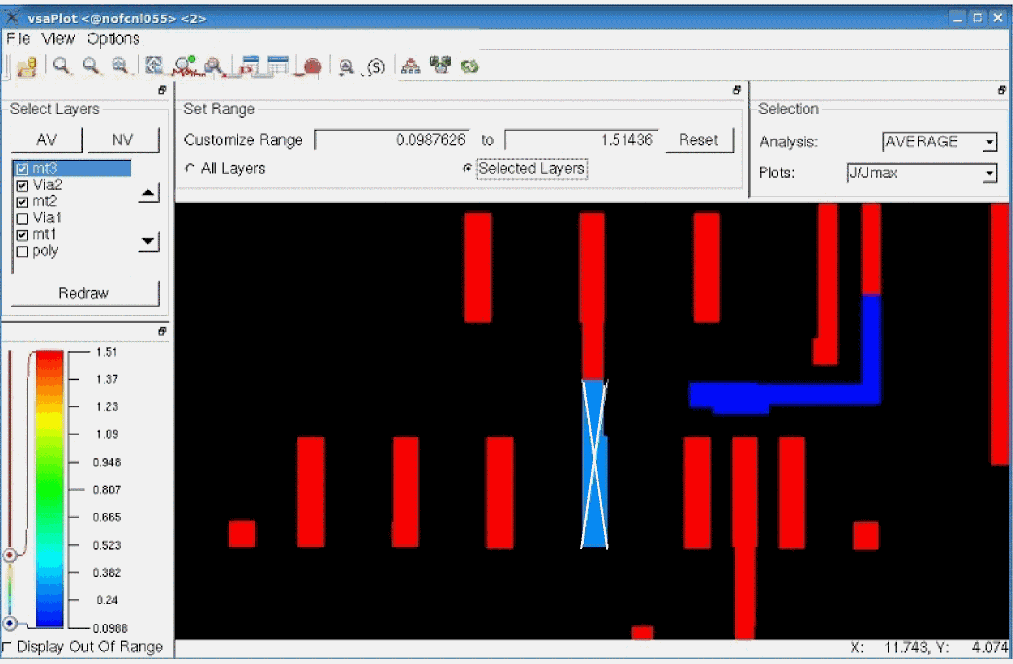 vsaPlot <@nofcnl055> <2>
File View Options
(S)
Select Layers
AV NV
mt3
Via2
mt2
Via1
mt1
poly
Redraw
Set Range
Customize Range 0.0987626 to 1.51436 Reset
All Layers Selected Layers
Selection
Analysis: AVERAGE
Plots: J/Jmax
1.51
1.37
1.23
1.09
0.948
0.807
0.665
0.523
0.382
0.24
0.0988
Display Out Of Range
X: 11.743, Y: 4.074